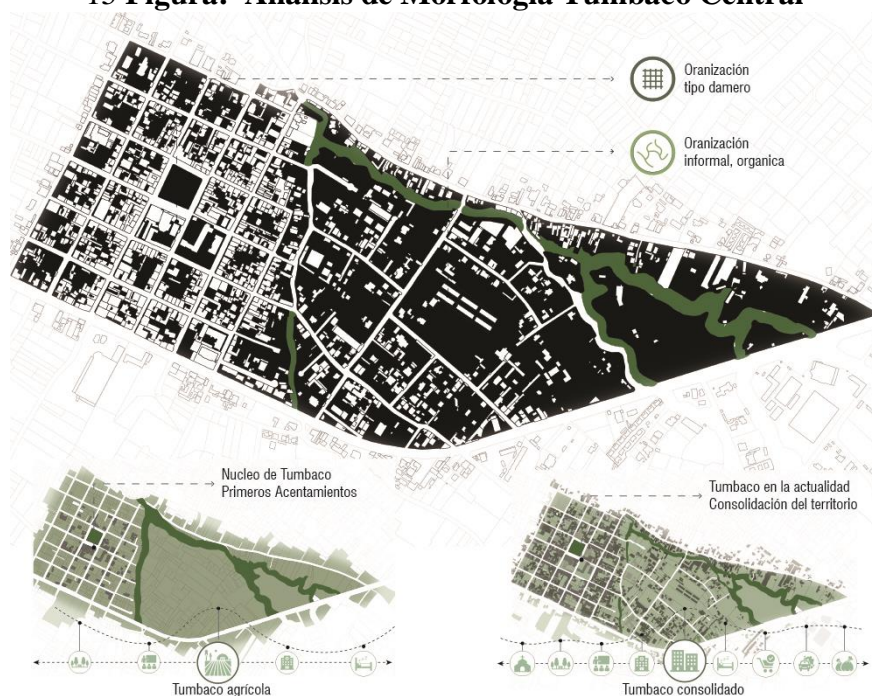 15 Figura: Análisis de Morfología Tumbaco Central
Oranización
tipo damero
Oranización
informal, organica
Nucleo de Tumbaco
Primeros Acentamientos
Tumbaco en la actualidad
Consolidación del territorio
Tumbaco agrícola
Tumbaco consolidado